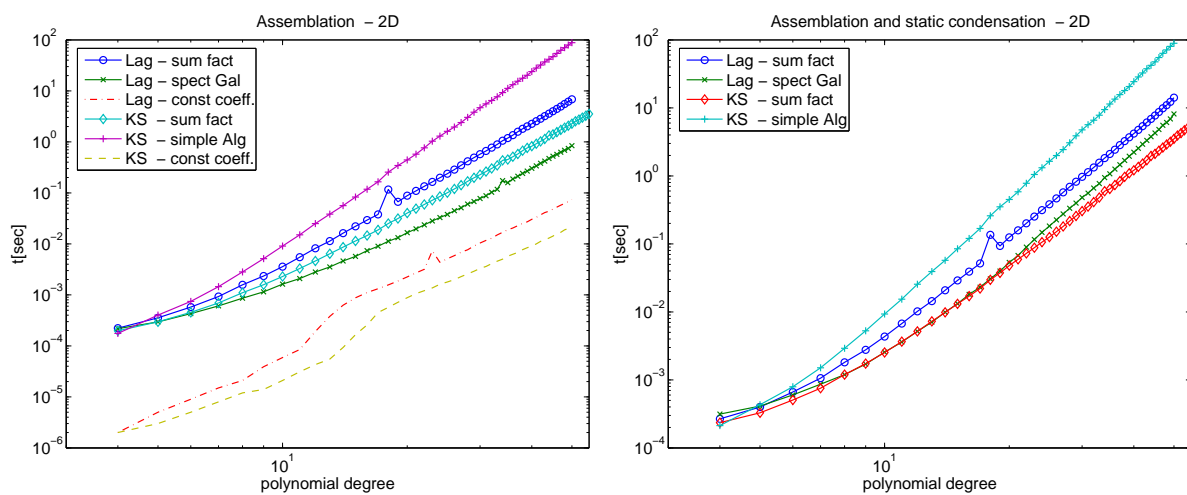 Assemblation − 2D
10^2
10^1
10^0
10^−1
10^−2
10^−3
10^−4
10^−5
10^−6
t[sec]
Lag − sum fact
Lag − spect Gal
Lag − const coeff.
KS − sum fact
KS − simple Alg
KS − const coeff.
10^1
polynomial degree
Assemblation and static condensation − 2D
10^2
10^1
10^0
10^−1
10^−2
10^−3
10^−4
t[sec]
Lag − sum fact
Lag − spect Gal
KS − sum fact
KS − simple Alg
10^1
polynomial degree